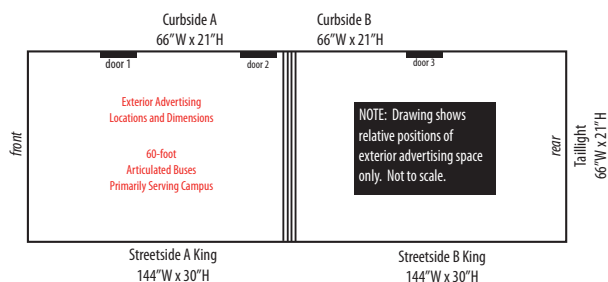 Curbside A
66”W x 21”H
Curbside B
66”W x 21”H
door 1
door 2
door 3
front
Exterior Advertising
Locations and Dimensions
60-foot
Articulated Buses
Primarily Serving Campus
NOTE:  Drawing shows
relative positions of
exterior advertising space
only.  Not to scale.
rear
Taillight
66”W x 21”H
Streetside A King
144”W x 30”H
Streetside B King
144”W x 30”H